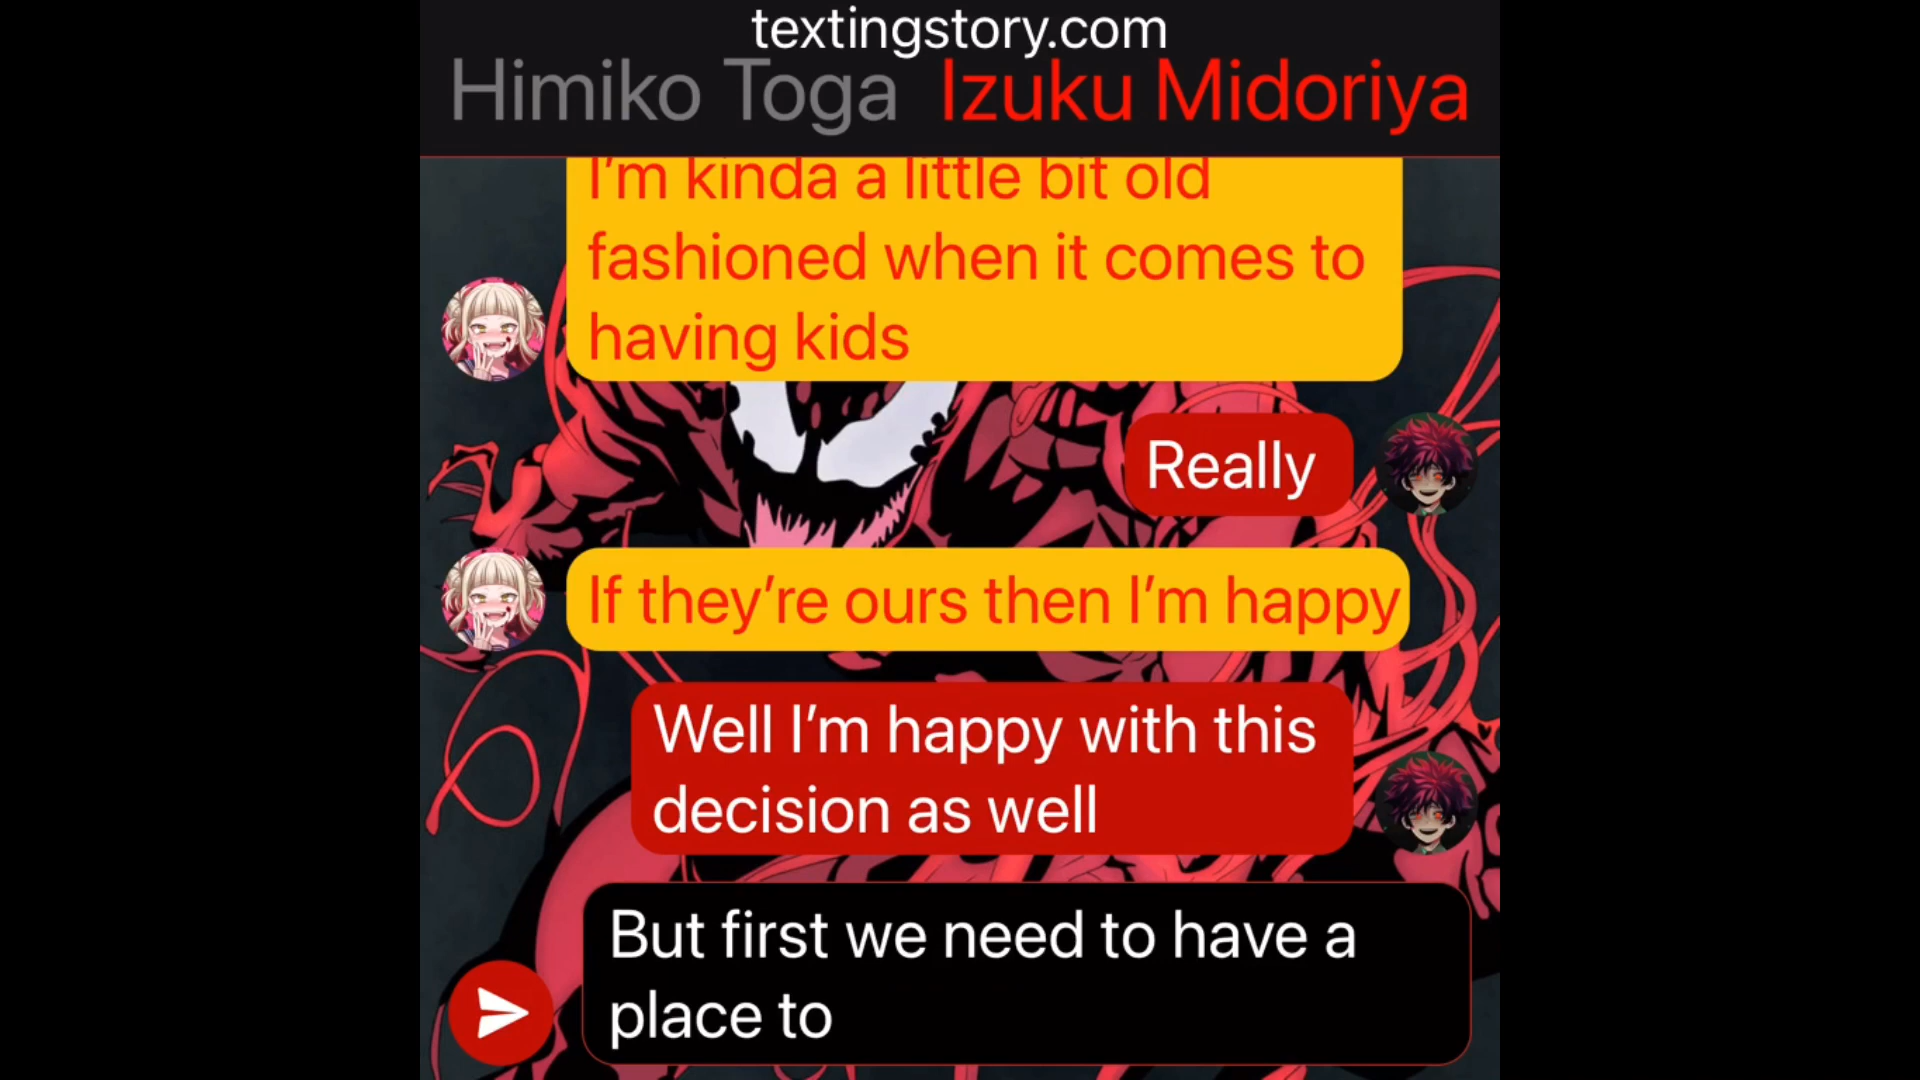 textingstory.com
Himiko Toga Izuku Midoriya
I’m kinda a little bit old
fashioned when it comes to
having kids
Really
If they’re ours then I’m happy
Well I’m happy with this
decision as well
But first we need to have a
place to